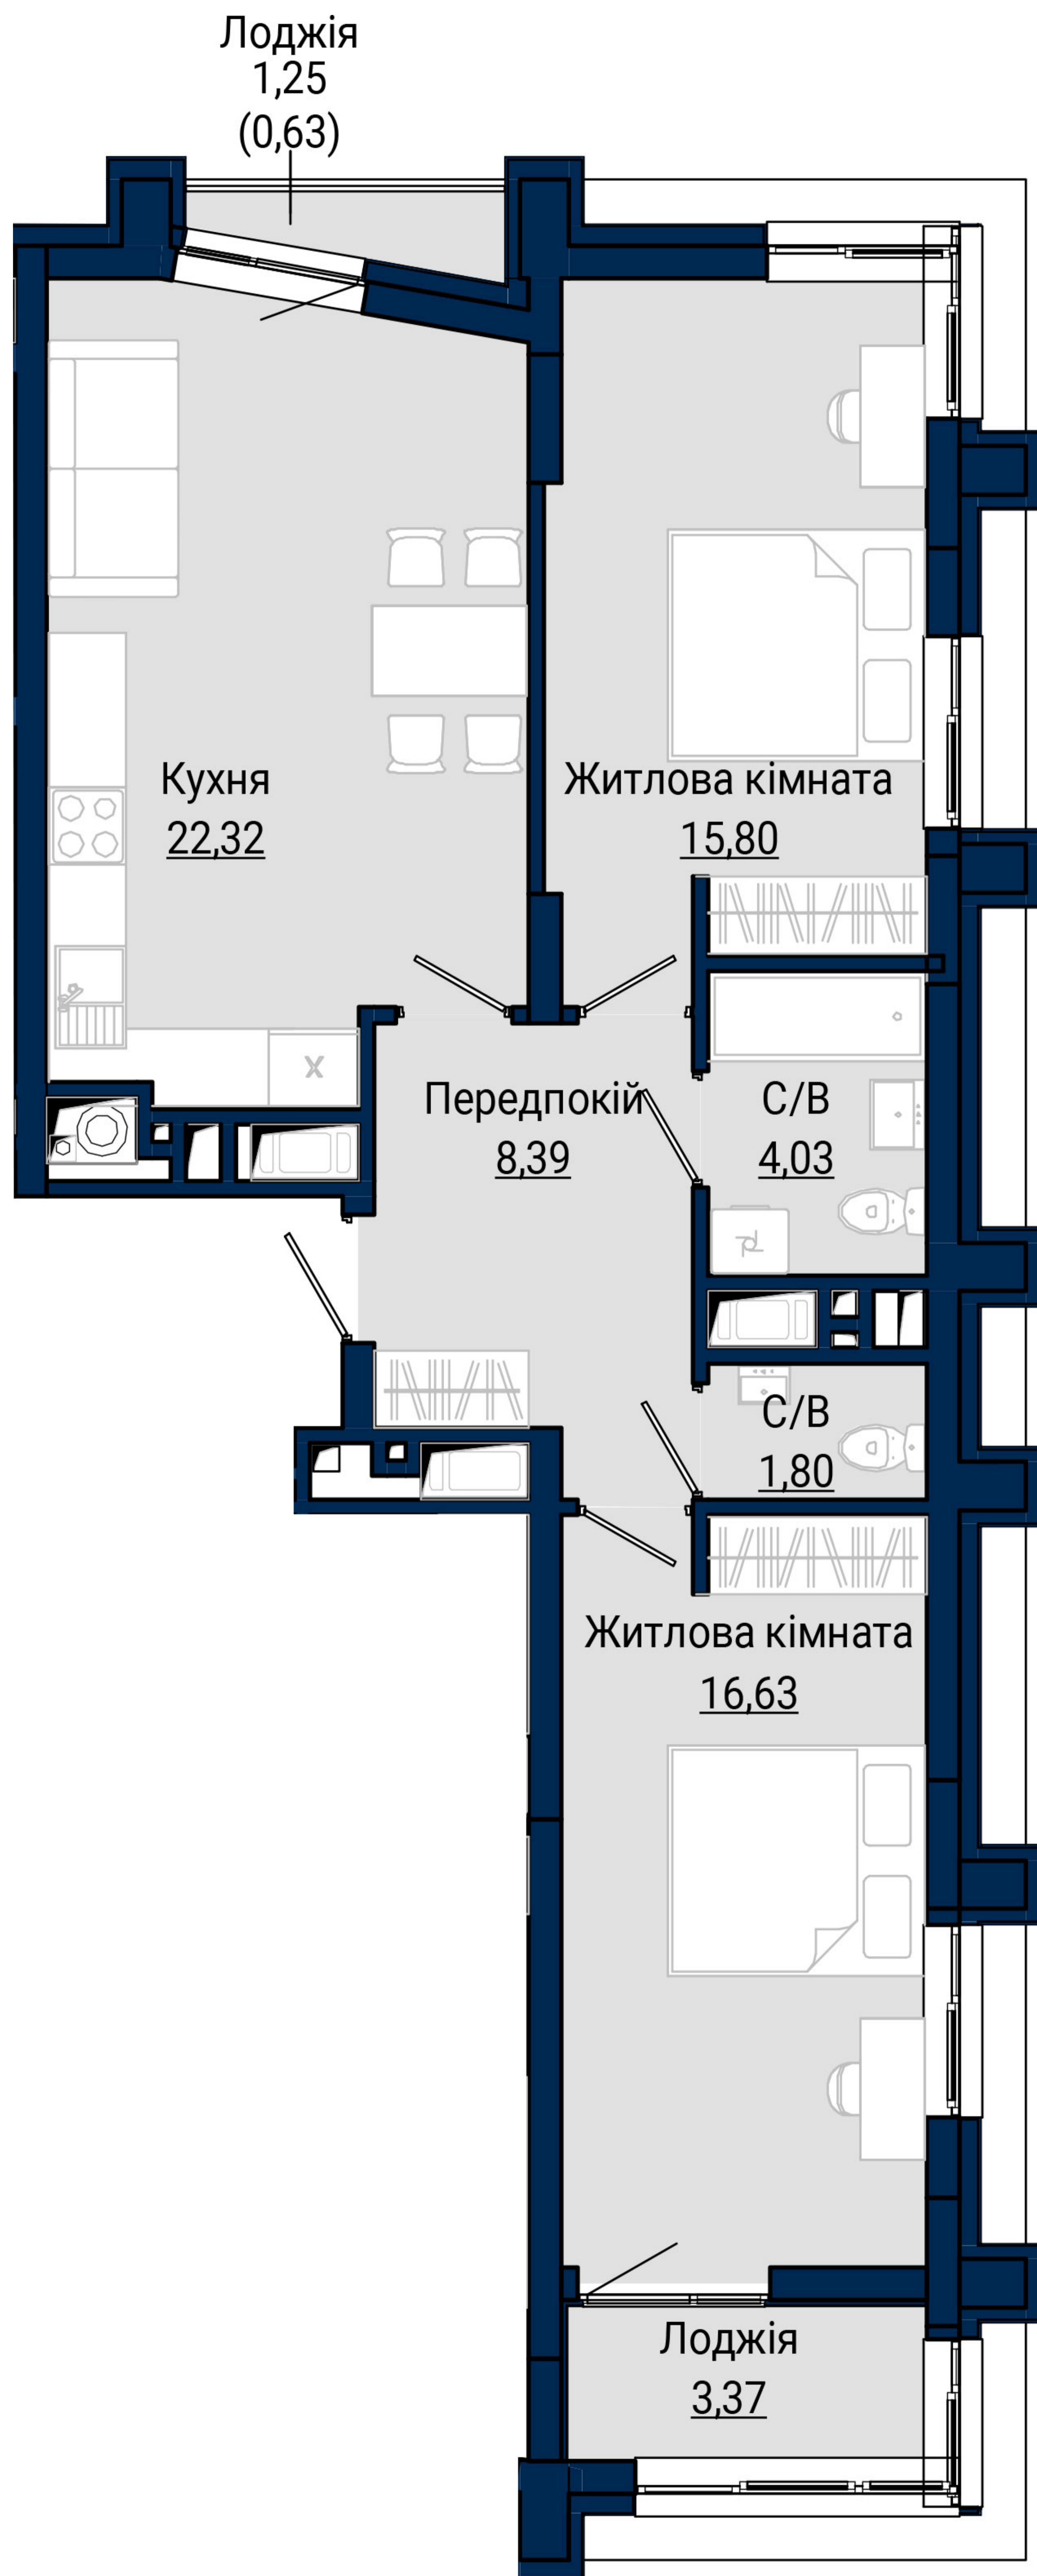 Лоджія
1,25
(0,63)
Кухня
22,32
Житлова кімната
15,80
Передпокій
8,39
С/В
4,03
С/В
1,80
Житлова кімната
16,63
Лоджія
3,37